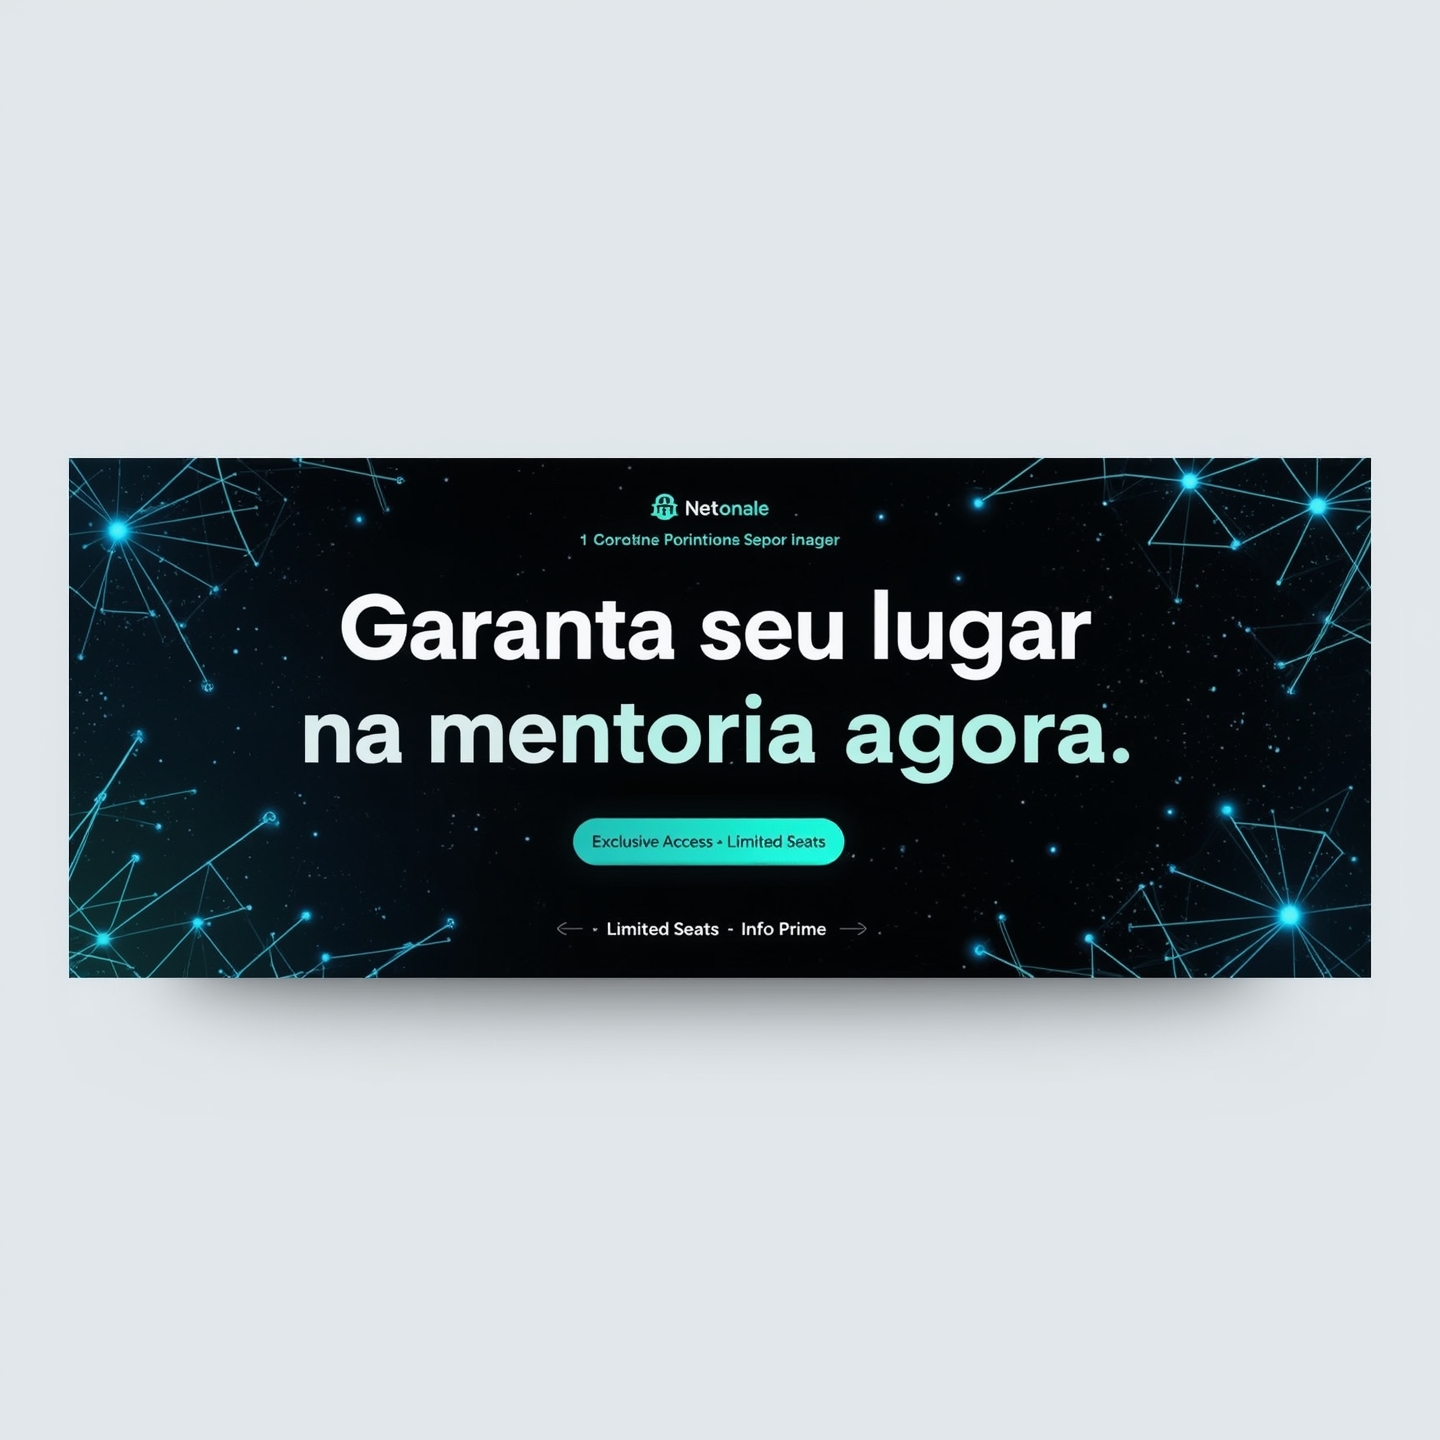 Netonale
1 Corotine Porintions Sepor inager
Garanta seu lugar
na mentoria agora.
Exclusive Access - Limited Seats
Limited Seats - Info Prime